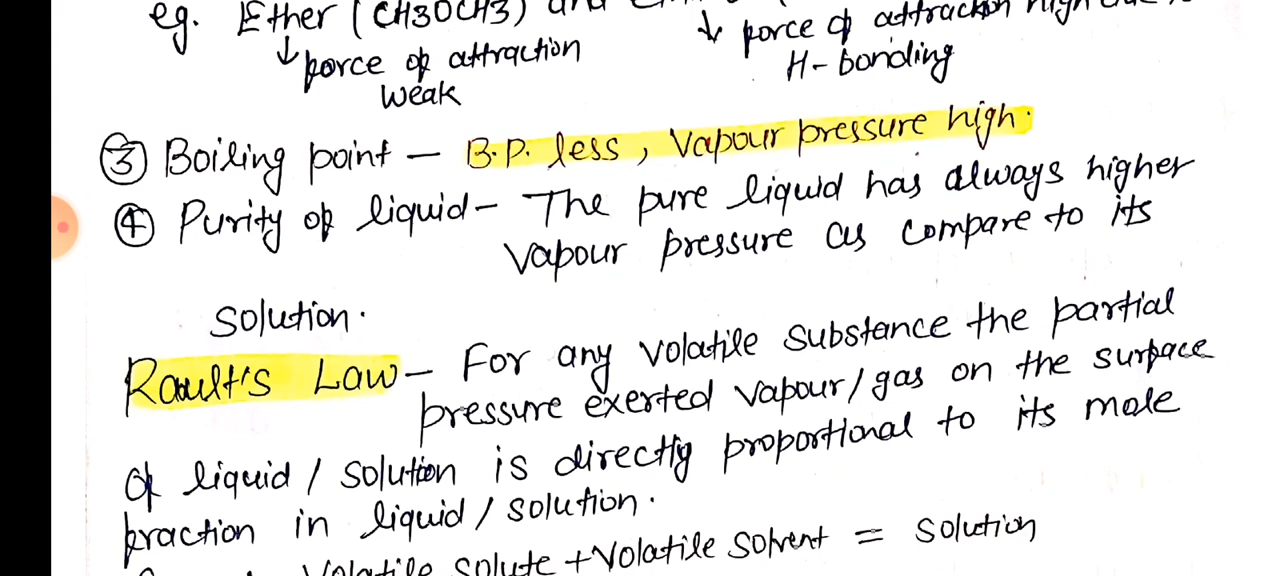 eg. Ether (CH3OCH3) and
↓ force of attraction weak
↓ force of attraction high
H-bonding
③ Boiling point - B.P. less, Vapour pressure high.
④ Purity of liquid - The pure liquid has always higher
vapour pressure as compare to its
solution.
Rault's Law - For any volatile substance the partial
pressure exerted vapour/gas on the surface
of liquid / solution is directly proportional to its mole
fraction in liquid / solution.
Volatile solute + Volatile solvent = solution